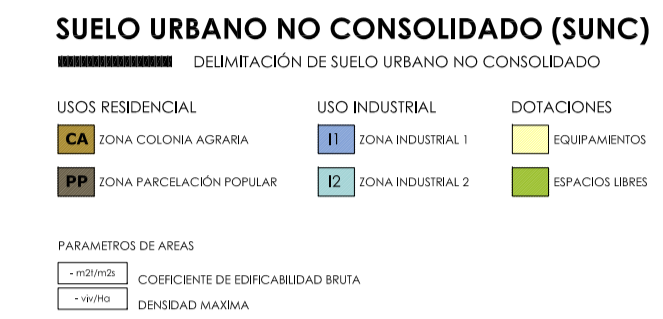 SUELO URBANO NO CONSOLIDADO (SUNC)
DELIMITACIÓN DE SUELO URBANO NO CONSOLIDADO
USOS RESIDENCIAL
USO INDUSTRIAL
DOTACIONES
CA ZONA COLONIA AGRARIA
I1 ZONA INDUSTRIAL 1
EQUIPAMIENTOS
PP ZONA PARCELACIÓN POPULAR
I2 ZONA INDUSTRIAL 2
ESPACIOS LIBRES
PARAMETROS DE AREAS
- m2t/m2s COEFICIENTE DE EDIFICABILIDAD BRUTA
- viv/Ha DENSIDAD MAXIMA